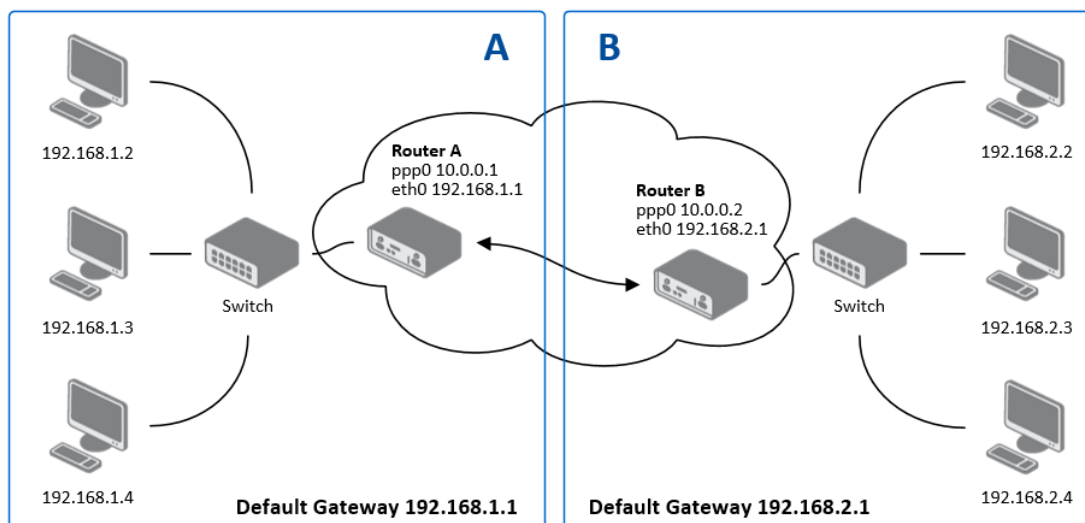 A
B
192.168.1.2
192.168.1.3
192.168.1.4
Switch
Router A
ppp0 10.0.0.1
eth0 192.168.1.1
Default Gateway 192.168.1.1
Router B
ppp0 10.0.0.2
eth0 192.168.2.1
Switch
192.168.2.2
192.168.2.3
192.168.2.4
Default Gateway 192.168.2.1